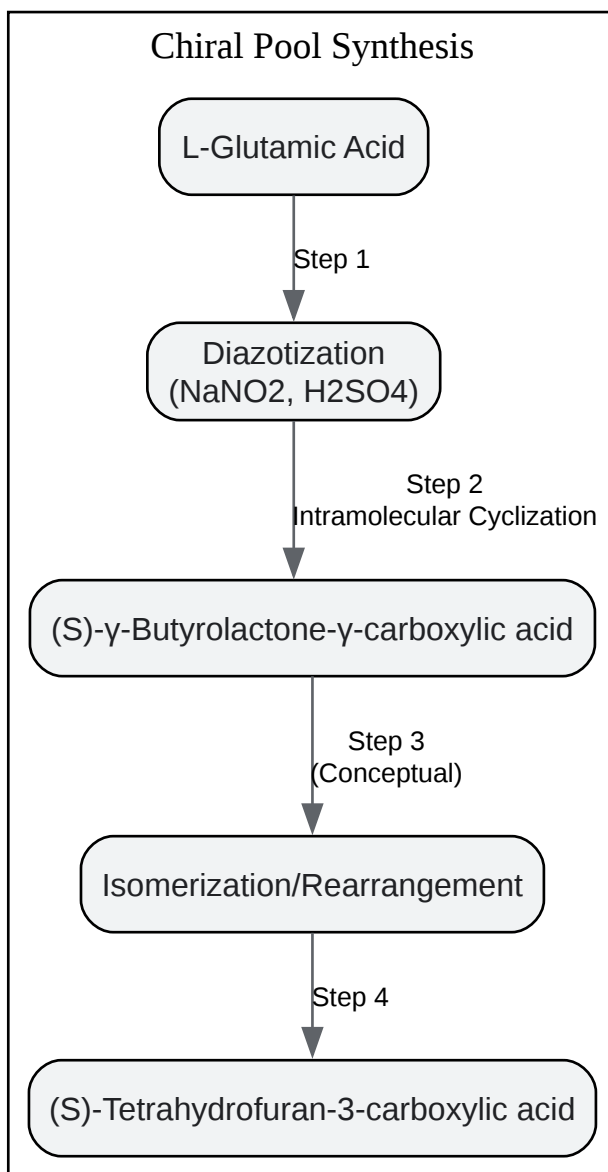 Chiral Pool Synthesis
L-Glutamic Acid
Step 1
Diazotization
(NaNO2, H2SO4)
Step 2
Intramolecular Cyclization
(S)-γ-Butyrolactone-γ-carboxylic acid
Step 3
(Conceptual)
Isomerization/Rearrangement
Step 4
(S)-Tetrahydrofuran-3-carboxylic acid